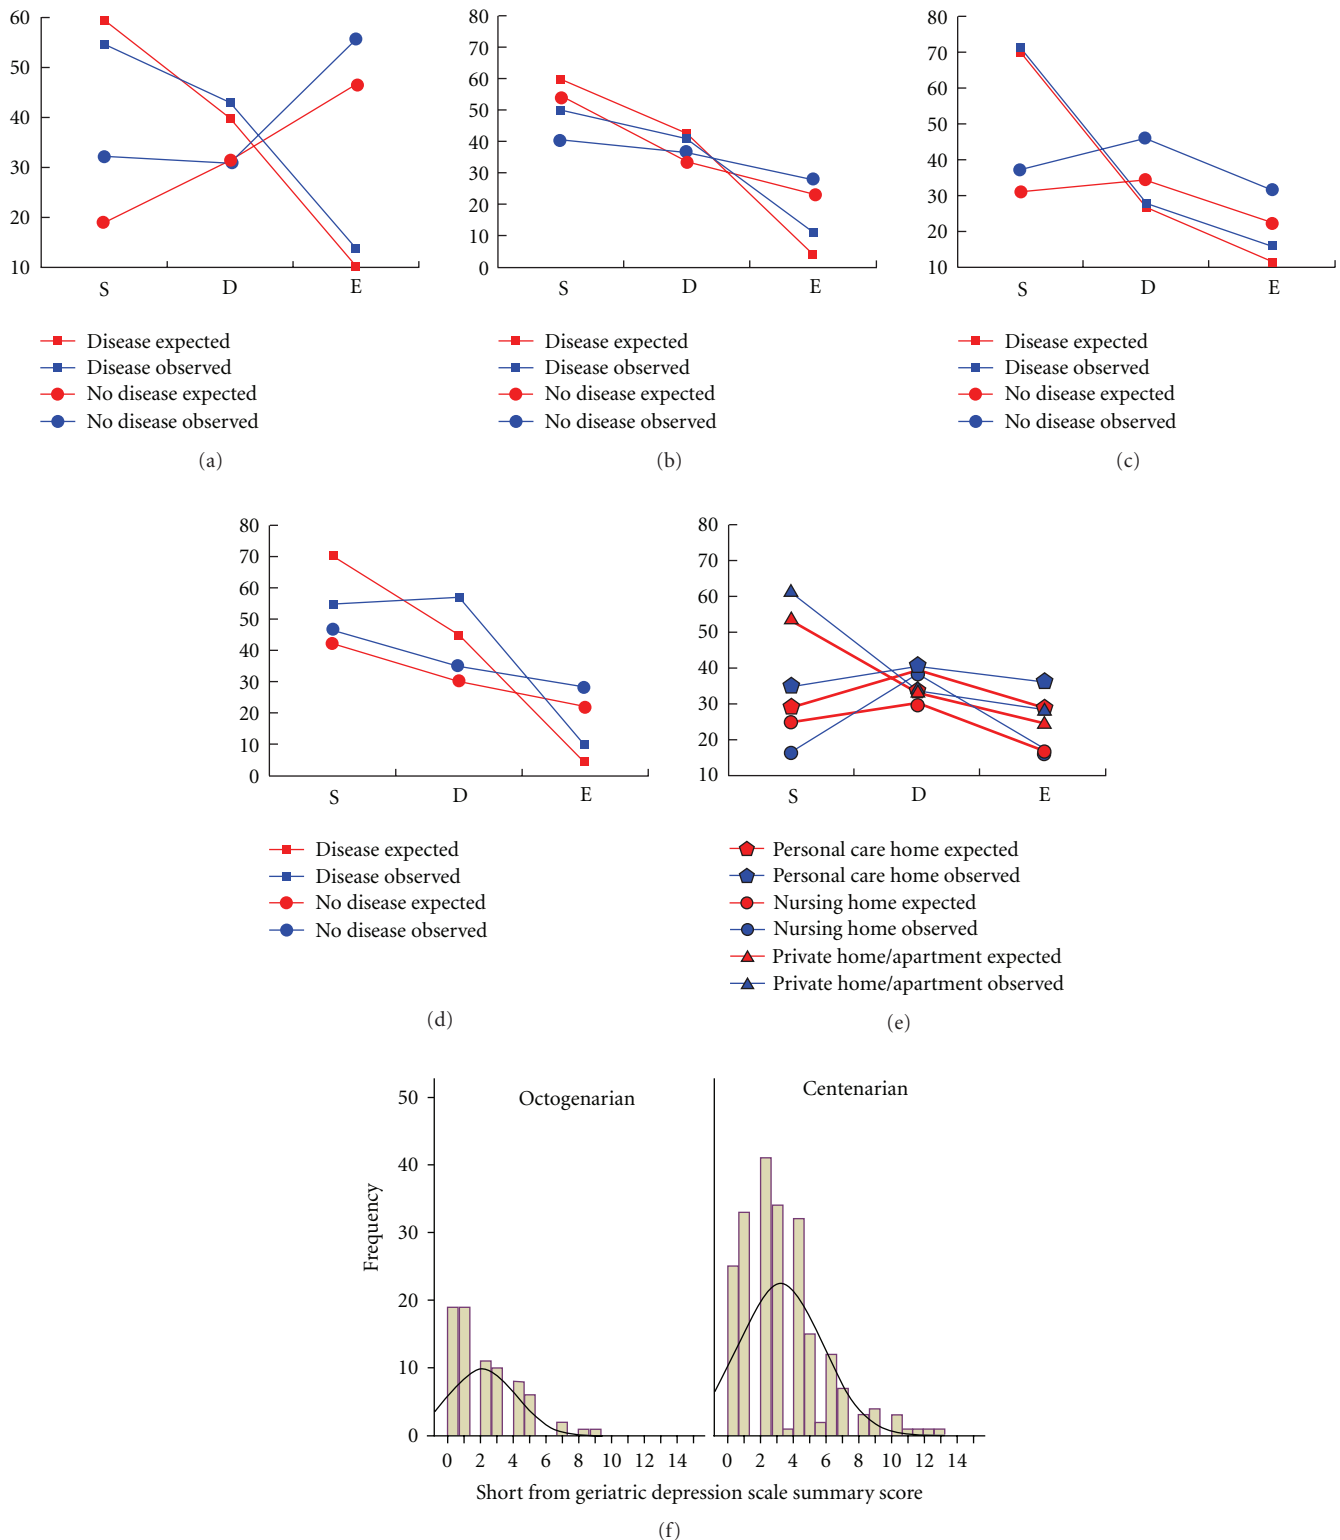 60
50
40
30
20
10
S
D
E
Disease expected
Disease observed
No disease expected
No disease observed
(a)
80
70
60
50
40
30
20
10
0
S
D
E
Disease expected
Disease observed
No disease expected
No disease observed
(b)
80
70
60
50
40
30
20
10
S
D
E
Disease expected
Disease observed
No disease expected
No disease observed
(c)
80
70
60
50
40
30
20
10
0
S
D
E
Disease expected
Disease observed
No disease expected
No disease observed
(d)
80
70
60
50
40
30
20
10
S
D
E
Personal care home expected
Personal care home observed
Nursing home expected
Nursing home observed
Private home/apartment expected
Private home/apartment observed
(e)
Octogenarian
Centenarian
Frequency
50
40
30
20
10
0
0 2 4 6 8 10 12 14
0 2 4 6 8 10 12 14
Short from geriatric depression scale summary score
(f)